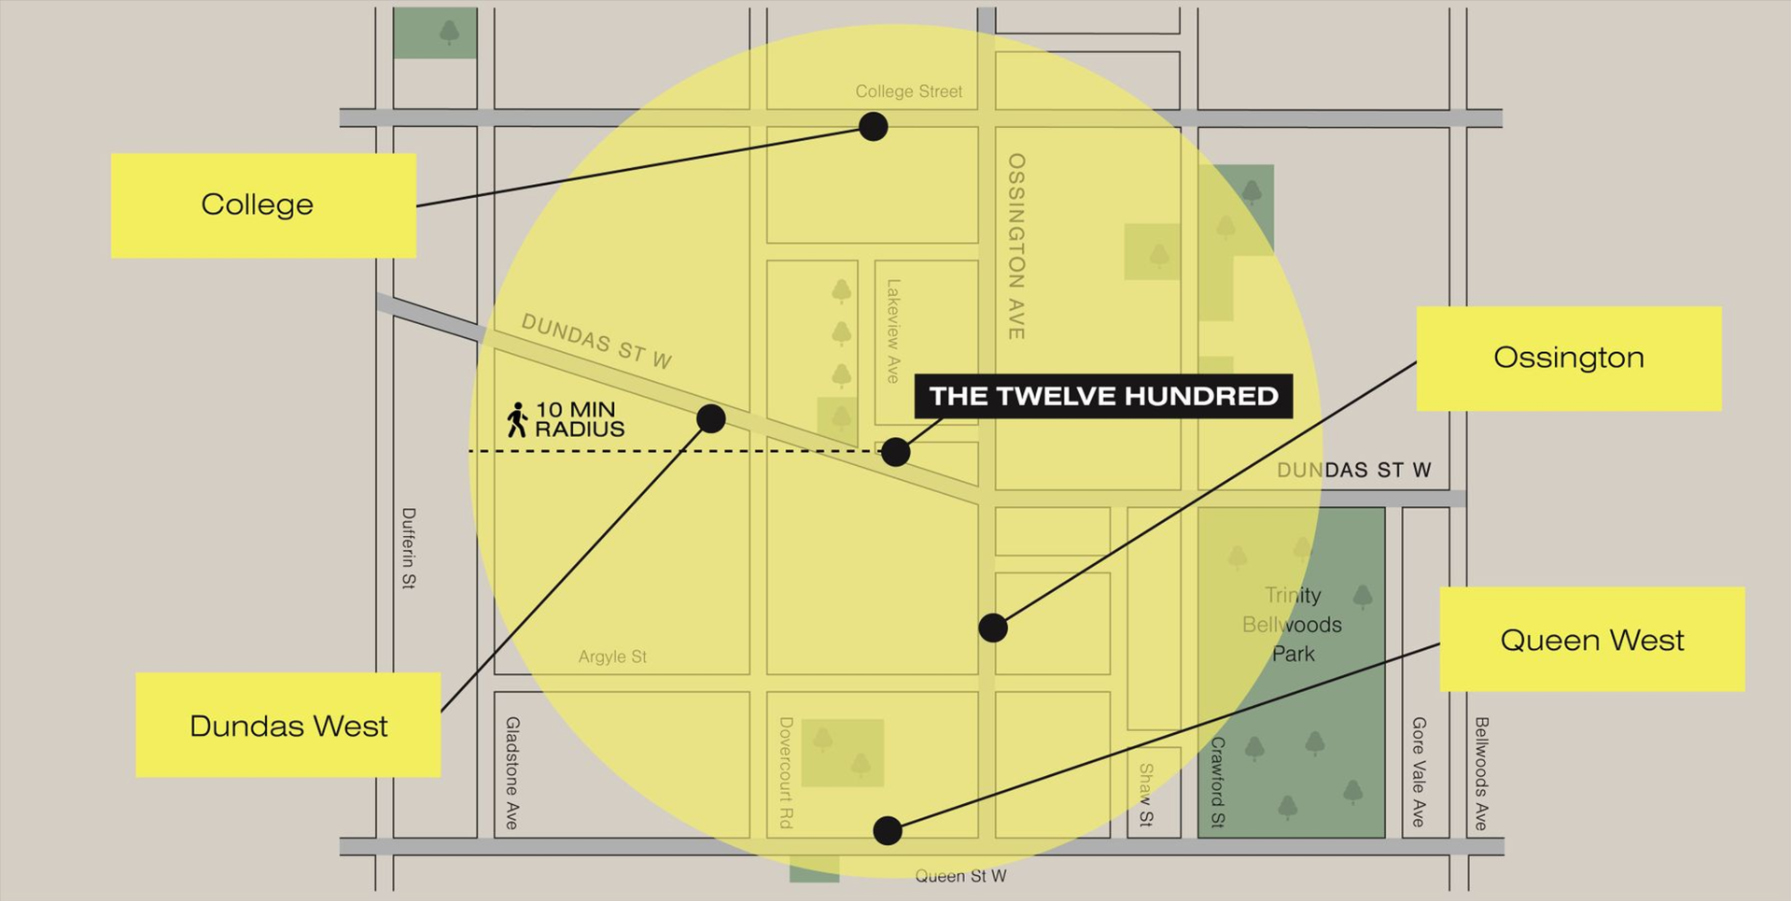 College Street
College
OSSINGTON AVE
Lakeview Ave
DUNDAS ST W
Ossington
THE TWELVE HUNDRED
10 MIN
RADIUS
DUNDAS ST W
Dufferin St
Trinity
Bellwoods
Park
Queen West
Argyle St
Dundas West
Gladstone Ave
Dovercourt Rd
Shaw St
Crawford St
Gore Vale Ave
Bellwoods Ave
Queen St W